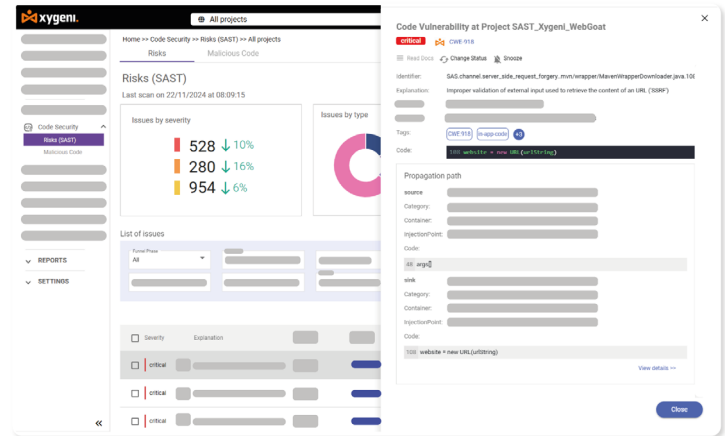 xygeni.
All projects
Home >> Code Security >> Risks (SAST) >> All projects
Risks
Malicious Code
Code Security
Risks (SAST)
Malicious Code
REPORTS
SETTINGS
«
Risks (SAST)
Last scan on 22/11/2024 at 08:09:15
Issues by severity
528 ↓ 10%
280 ↓ 16%
954 ↓ 6%
Issues by type
List of issues
Funnel Phase
All
Severity
Explanation
critical
critical
critical
Code Vulnerability at Project SAST_Xygeni_WebGoat
critical
CWE-918
Read Docs
Change Status
Snooze
Identifier:
SAS.channel.server_side_request_forgery..mvn/wrapper/MavenWrapperDownloader.java.108
Explanation:
Improper validation of external input used to retrieve the content of an URL ('SSRF')
Tags:
CWE-918
in-app-code
+3
Code:
108 website = new URL(urlString)
Propagation path
source
Category:
Container:
InjectionPoint:
Code:
48 args[]
sink
Category:
Container:
InjectionPoint:
Code:
108 website = new URL(urlString)
View details
Close